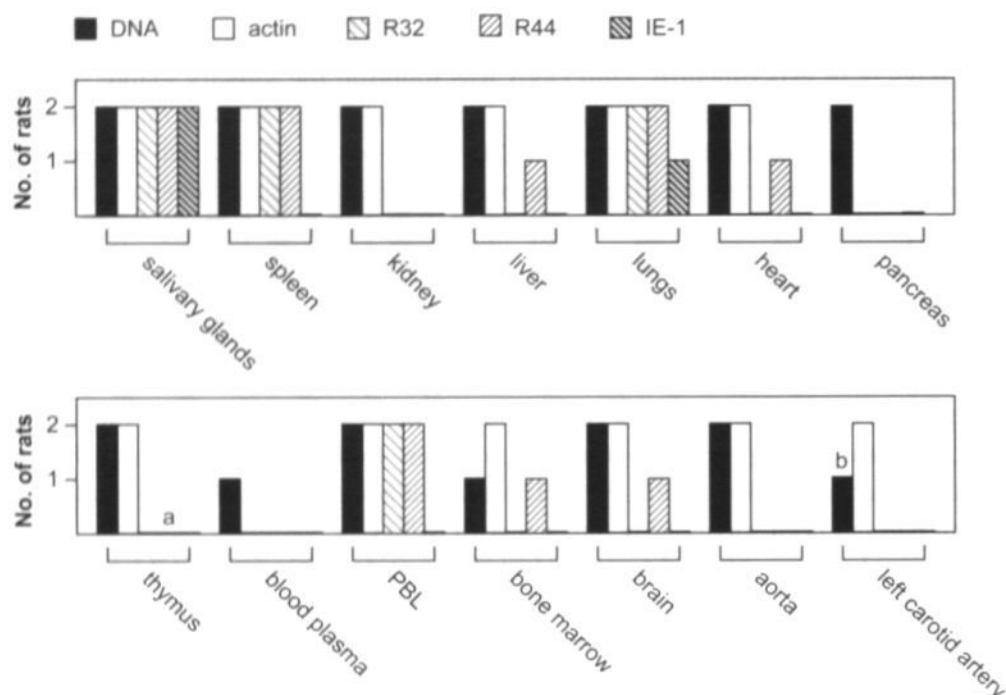 DNA actin R32 R44 IE-1
No. of rats
2
1
salivary glands
spleen
kidney
liver
lungs
heart
pancreas
No. of rats
2
1
a
b
thymus
blood plasma
PBL
bone marrow
brain
aorta
left carotid artery